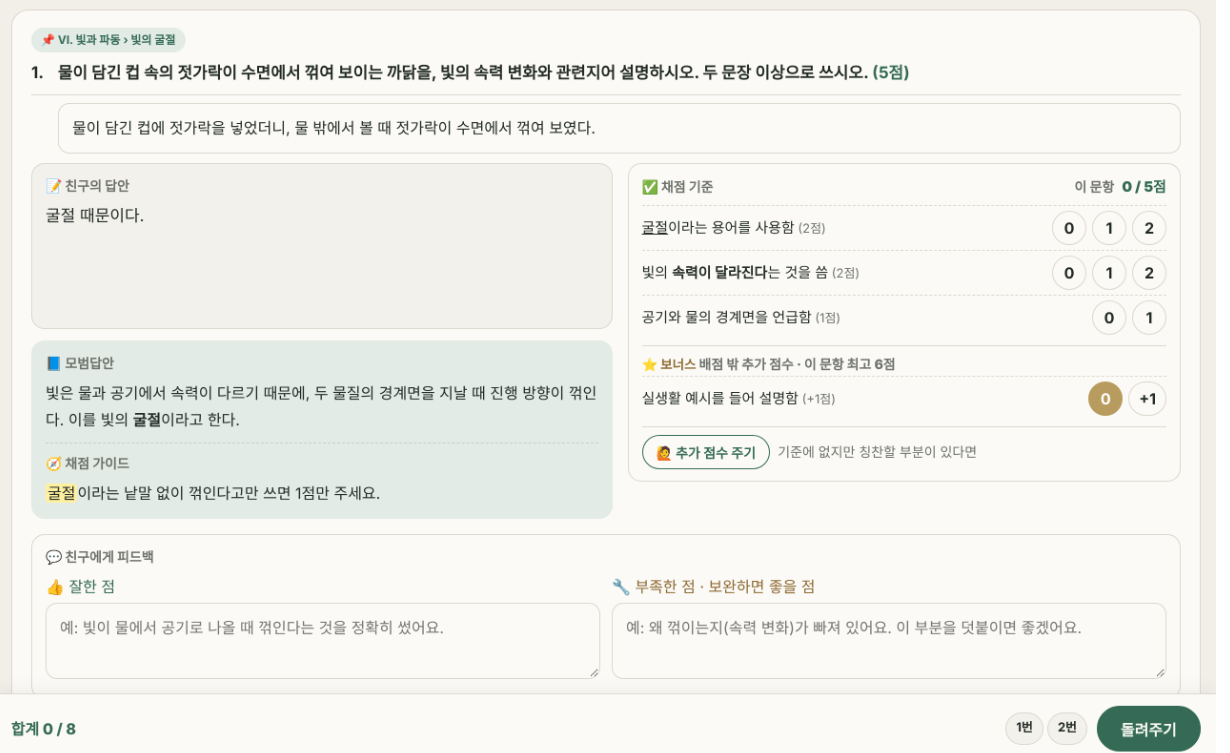 📌 VI. 빛과 파동 › 빛의 굴절
1. 물이 담긴 컵 속의 젓가락이 수면에서 꺾여 보이는 까닭을, 빛의 속력 변화와 관련지어 설명하시오. 두 문장 이상으로 쓰시오. (5점)
물이 담긴 컵에 젓가락을 넣었더니, 물 밖에서 볼 때 젓가락이 수면에서 꺾여 보였다.
📝 친구의 답안
굴절 때문이다.
📘 모범답안
빛은 물과 공기에서 속력이 다르기 때문에, 두 물질의 경계면을 지날 때 진행 방향이 꺾인
다. 이를 빛의 굴절이라고 한다.
🧭 채점 가이드
굴절이라는 낱말 없이 꺾인다고만 쓰면 1점만 주세요.
✅ 채점 기준 이 문항 0 / 5점
굴절이라는 용어를 사용함 (2점) 0 1 2
빛의 속력이 달라진다는 것을 씀 (2점) 0 1 2
공기와 물의 경계면을 언급함 (1점) 0 1
⭐ 보너스 배점 밖 추가 점수 · 이 문항 최고 6점
실생활 예시를 들어 설명함 (+1점) 0 +1
🙋 추가 점수 주기 기준에 없지만 칭찬할 부분이 있다면
💬 친구에게 피드백
👍 잘한 점
예: 빛이 물에서 공기로 나올 때 꺾인다는 것을 정확히 썼어요.
🔧 부족한 점 · 보완하면 좋을 점
예: 왜 꺾이는지(속력 변화)가 빠져 있어요. 이 부분을 덧붙이면 좋겠어요.
합계 0 / 8 1번 2번 돌려주기